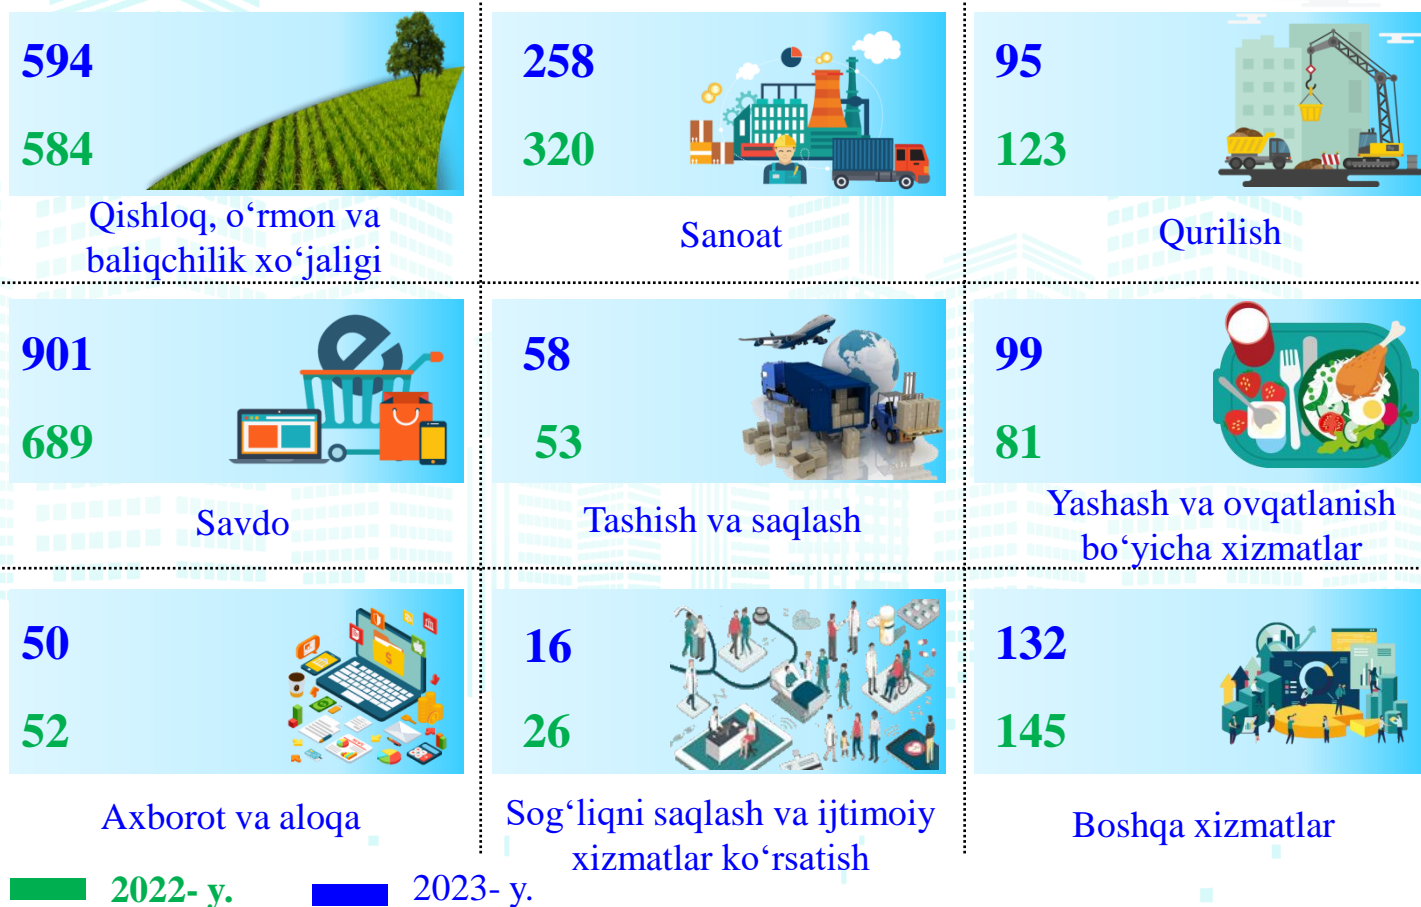 594
584
Qishloq, o‘rmon va
baliqchilik xo‘jaligi
258
320
Sanoat
95
123
Qurilish
901
689
Savdo
58
53
Tashish va saqlash
99
81
Yashash va ovqatlanish
bo‘yicha xizmatlar
50
52
Axborot va aloqa
16
26
Sog‘liqni saqlash va ijtimoiy
xizmatlar ko‘rsatish
132
145
Boshqa xizmatlar
2022- y.
2023- y.